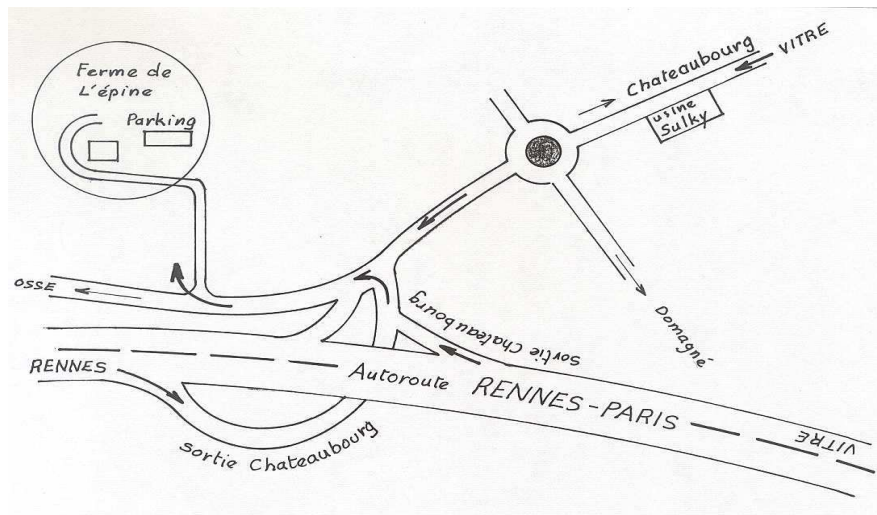 Ferme de
L'épine
Parking
Chateaubourg
VITRE
usine
Sulky
OSSE
Domagné
sortie Chateaubourg
RENNES
Autoroute RENNES-PARIS
VITRE
sortie Chateaubourg